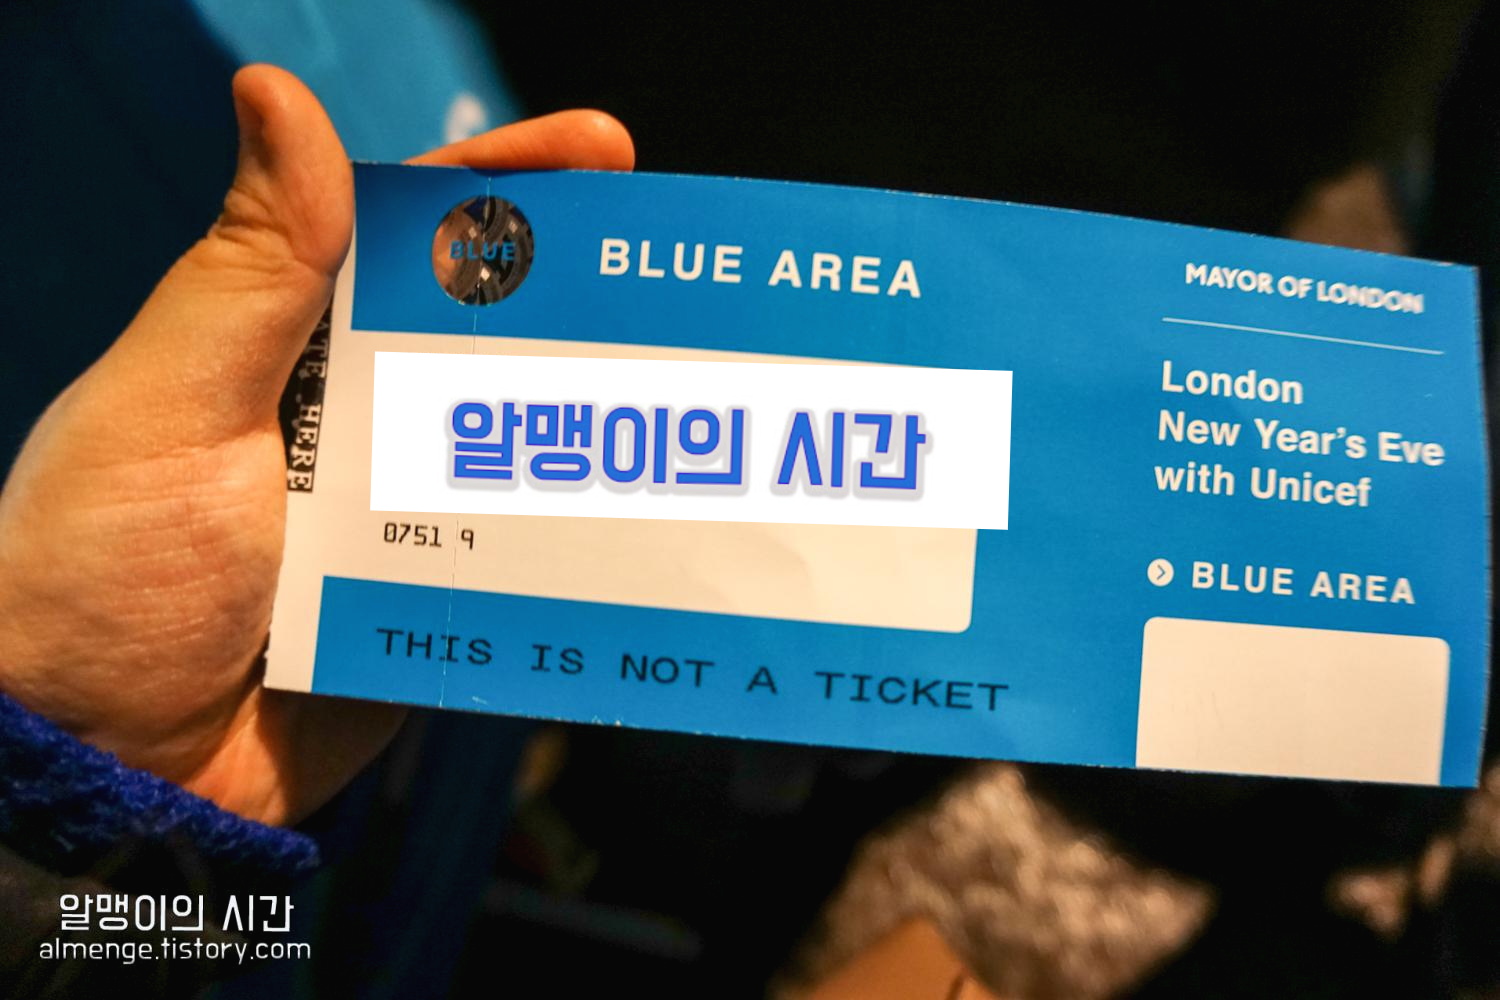 BLUE
BLUE AREA
MAYOR OF LONDON
London
New Year's Eve
with Unicef
BLUE AREA
알맹이의 시간
0751 9
THIS IS NOT A TICKET
HERE
알맹이의 시간
almenge.tistory.com